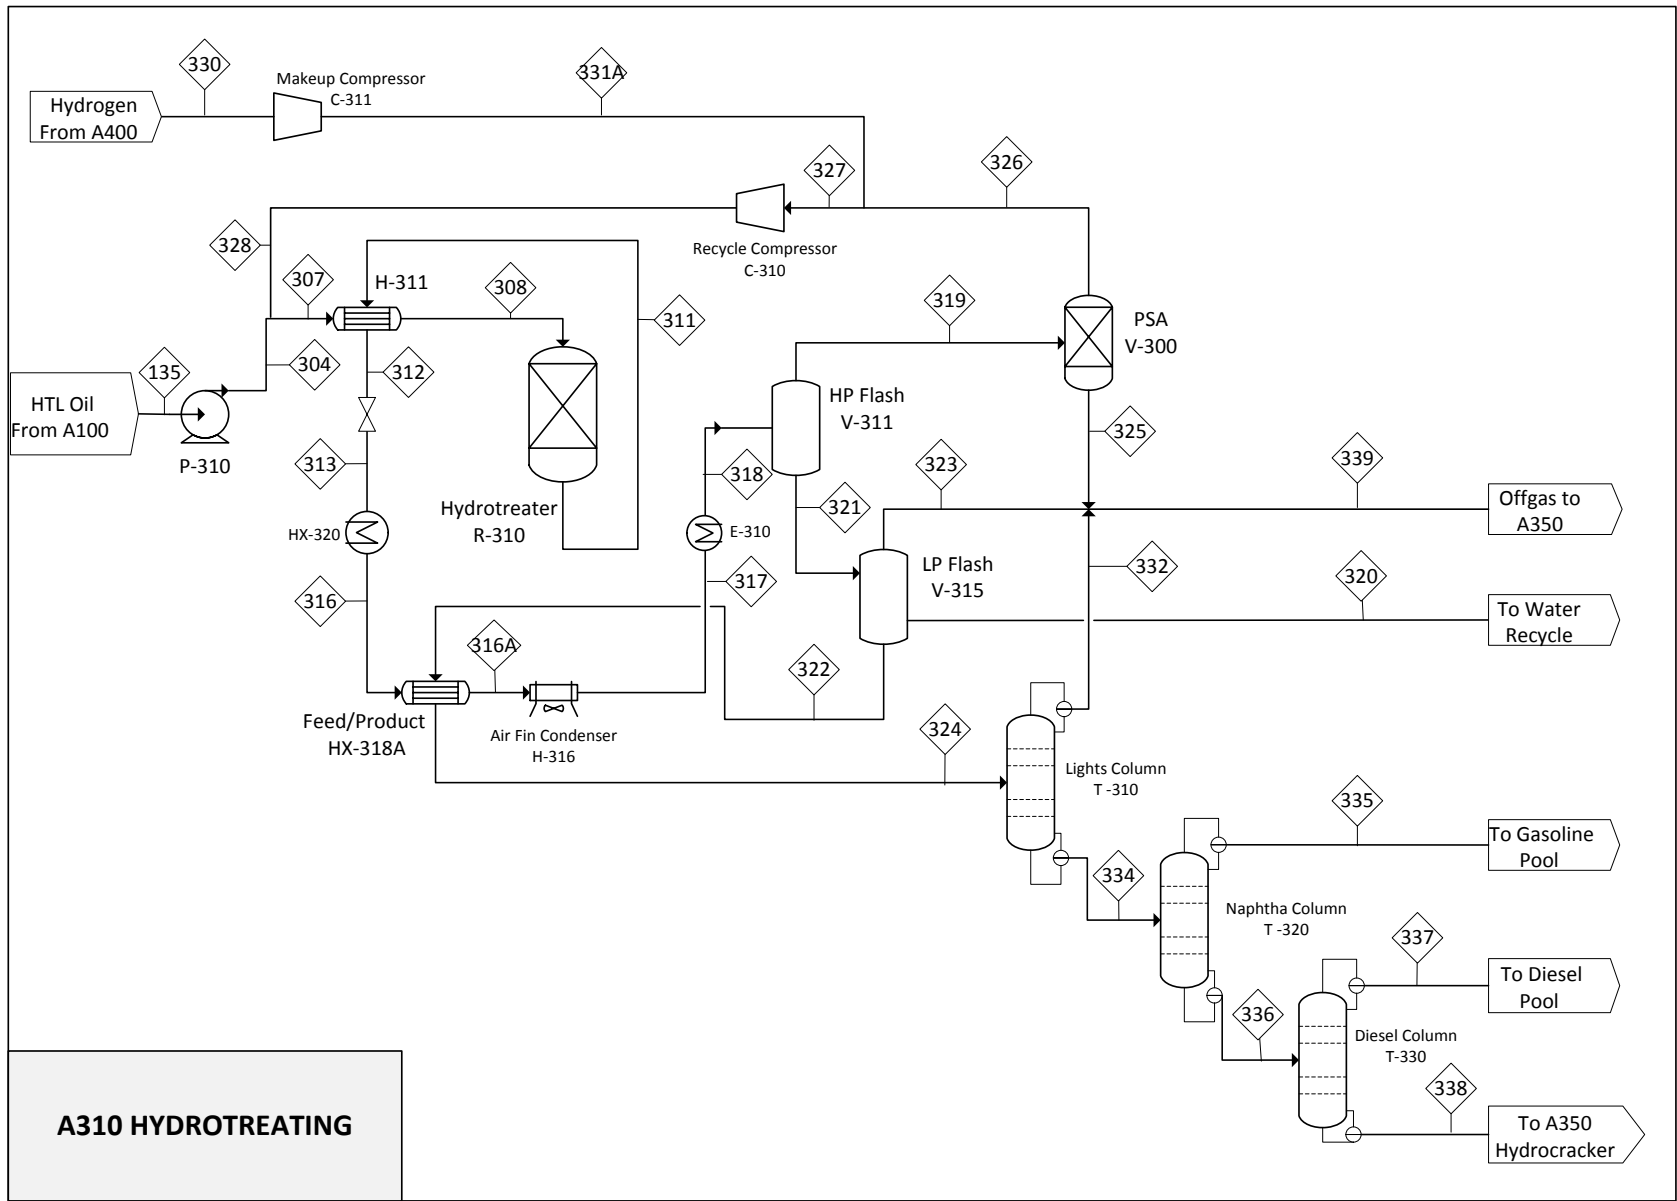 330
Makeup Compressor
C-311
331A
Hydrogen
From A400
327
326
328
Recycle Compressor
C-310
307
H-311
308
311
319
PSA
V-300
135
304
312
HTL Oil
From A100
P-310
HP Flash
V-311
325
313
318
323
339
321
Offgas to
A350
HX-320
Hydrotreater
R-310
E-310
LP Flash
V-315
332
320
316
317
To Water
Recycle
316A
322
Feed/Product
HX-318A
Air Fin Condenser
H-316
324
Lights Column
T -310
335
To Gasoline
Pool
334
Naphtha Column
T -320
337
To Diesel
Pool
336
Diesel Column
T-330
338
To A350
Hydrocracker
A310 HYDROTREATING